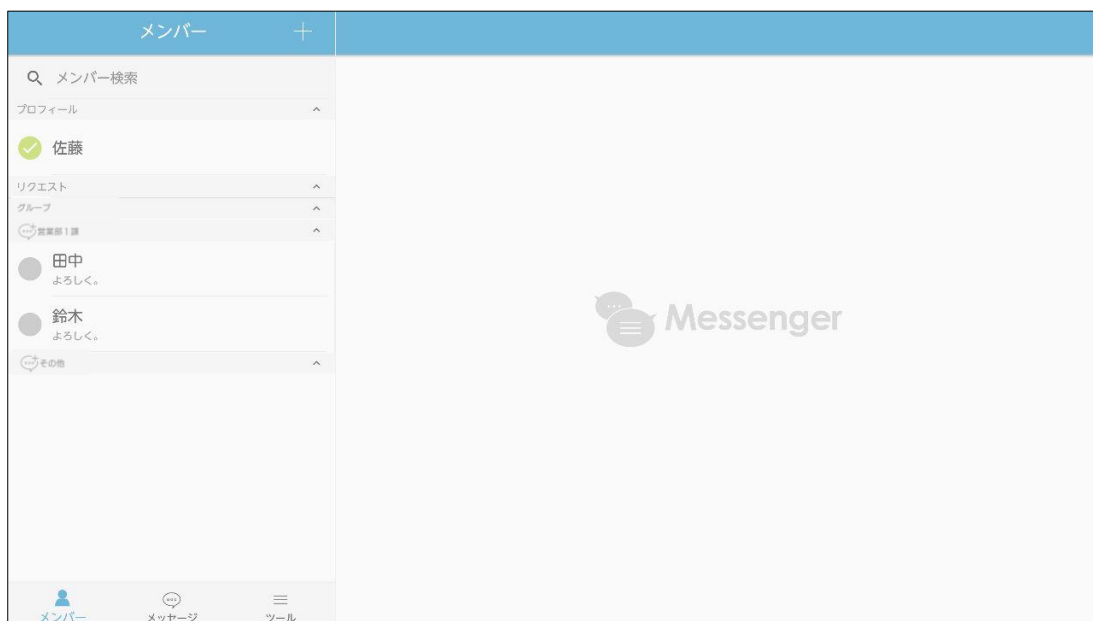 メンバー
メンバー検索
プロフィール
佐藤
リクエスト
グループ
営業部1課
田中
よろしく。
鈴木
よろしく。
その他
Messenger
メンバー
メッセージ
ツール